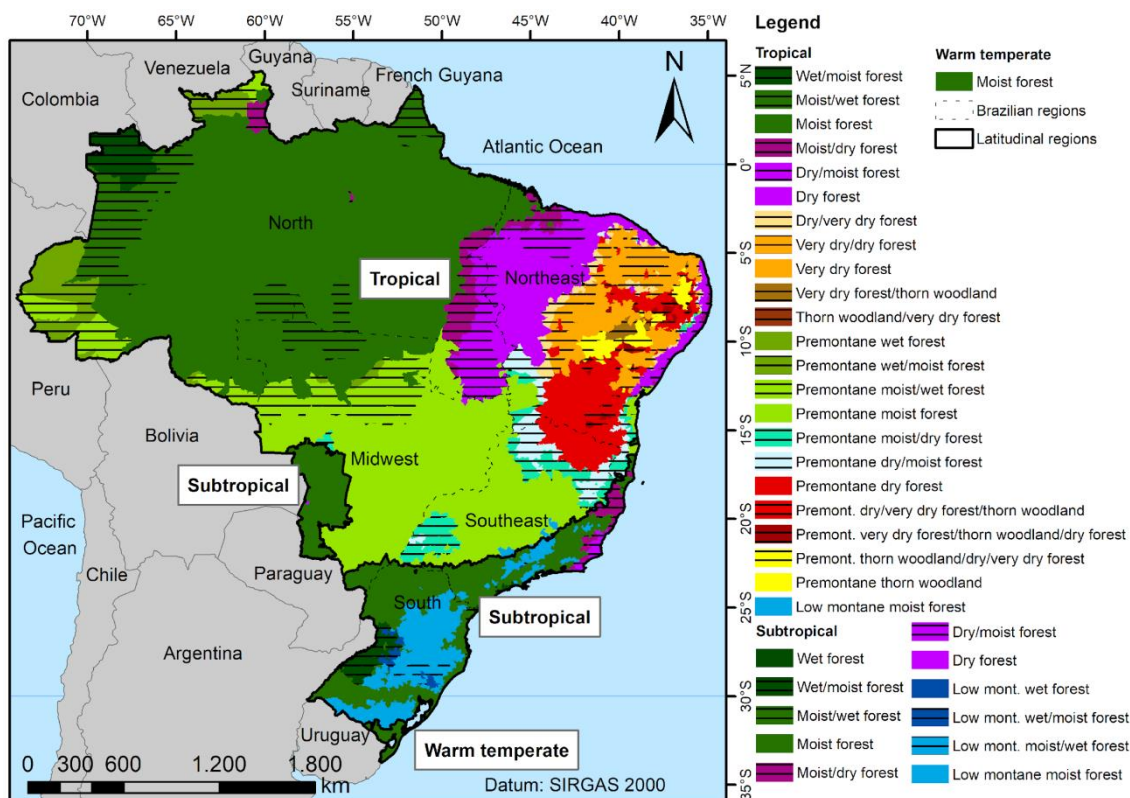 70°W 65°W 60°W 55°W 50°W 45°W 40°W 35°W
5°N
0°
5°S
10°S
15°S
20°S
25°S
30°S
35°S
N
Guyana
Venezuela
French Guyana
Suriname
Colombia
Atlantic Ocean
North
Tropical
Northeast
Peru
Bolivia
Midwest
Subtropical
Pacific
Ocean
Southeast
Chile
Paraguay
South
Subtropical
Argentina
Uruguay
Warm temperate
0 300 600 1.200 1.800
km
Datum: SIRGAS 2000
Legend
Tropical
Wet/moist forest
Moist/wet forest
Moist forest
Moist/dry forest
Dry/moist forest
Dry forest
Dry/very dry forest
Very dry/dry forest
Very dry forest
Very dry forest/thorn woodland
Thorn woodland/very dry forest
Premontane wet forest
Premontane wet/moist forest
Premontane moist/wet forest
Premontane moist forest
Premontane moist/dry forest
Premontane dry/moist forest
Premontane dry forest
Premont. dry/very dry forest/thorn woodland
Premont. very dry forest/thorn woodland/dry forest
Premont. thorn woodland/dry/very dry forest
Premontane thorn woodland
Low montane moist forest
Warm temperate
Moist forest
Brazilian regions
Latitudinal regions
Subtropical
Wet forest
Wet/moist forest
Moist/wet forest
Moist forest
Moist/dry forest
Dry/moist forest
Dry forest
Low mont. wet forest
Low mont. wet/moist forest
Low mont. moist/wet forest
Low montane moist forest